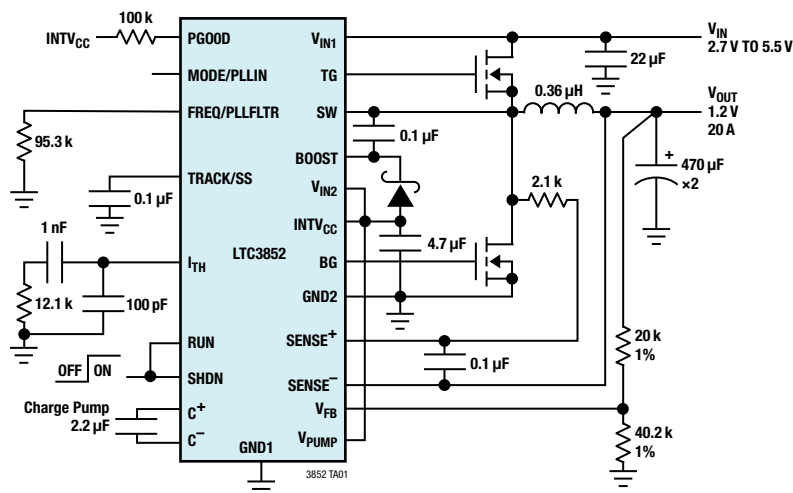 100 k
INTVCC
PGOOD
MODE/PLLIN
FREQ/PLLFLTR
95.3 k
TRACK/SS
0.1 µF
1 nF
ITH
12.1 k
100 pF
RUN
OFF ON
SHDN
Charge Pump
2.2 µF
C+
C–
GND1
LTC3852
VIN1
TG
SW
BOOST
VIN2
INTVCC
BG
GND2
SENSE+
SENSE–
VFB
VPUMP
3852 TA01
0.1 µF
4.7 µF
2.1 k
0.1 µF
0.36 µH
22 µF
VIN
2.7 V TO 5.5 V
VOUT
1.2 V
20 A
+
470 µF
×2
20 k
1%
40.2 k
1%